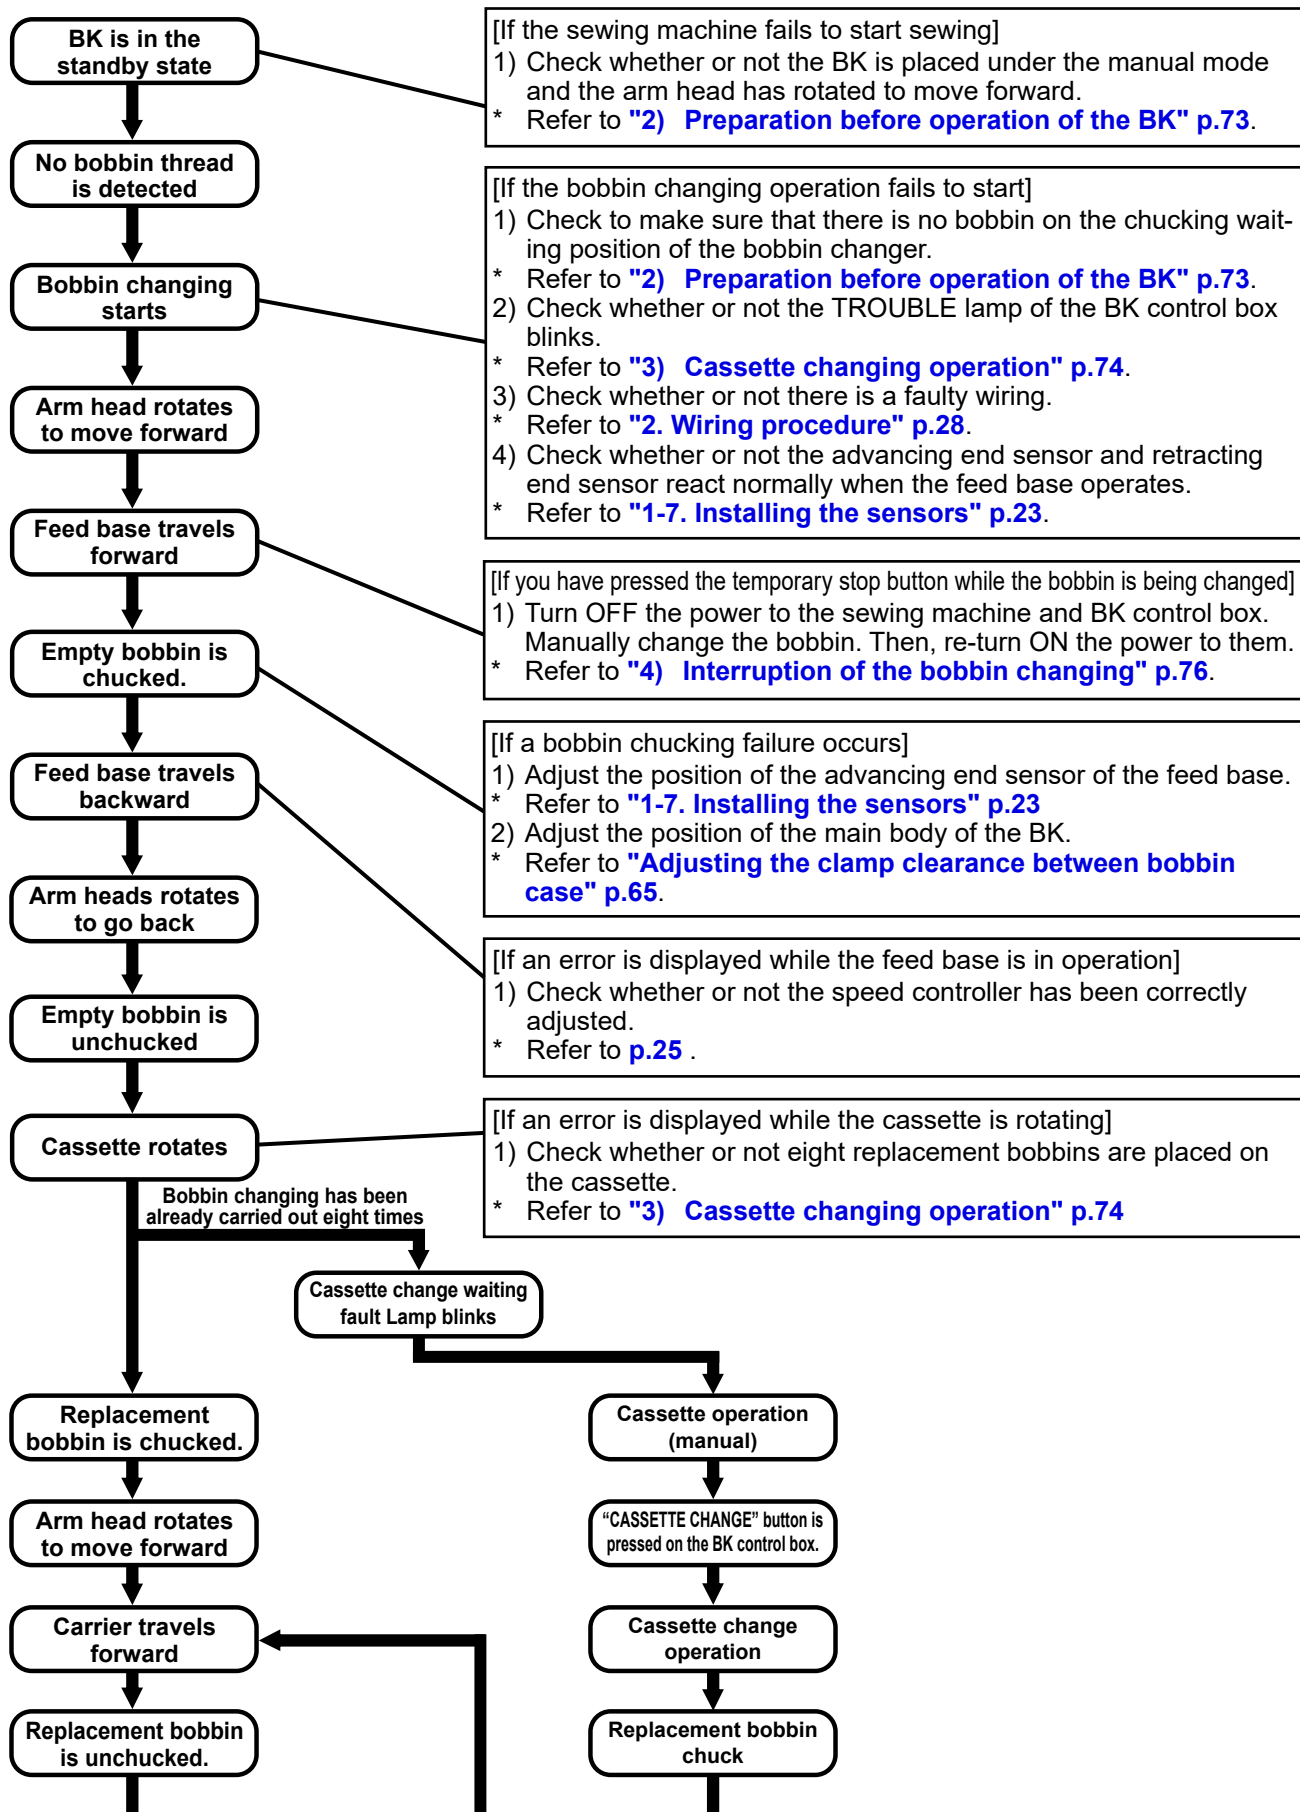 BK is in the
standby state
No bobbin thread
is detected
Bobbin changing
starts
Arm head rotates
to move forward
Feed base travels
forward
Empty bobbin is
chucked.
Feed base travels
backward
Arm heads rotates
to go back
Empty bobbin is
unchucked
Cassette rotates
[If the sewing machine fails to start sewing]
1) Check whether or not the BK is placed under the manual mode
and the arm head has rotated to move forward.
* Refer to "2) Preparation before operation of the BK" p.73.
[If the bobbin changing operation fails to start]
1) Check to make sure that there is no bobbin on the chucking wait-
ing position of the bobbin changer.
* Refer to "2) Preparation before operation of the BK" p.73.
2) Check whether or not the TROUBLE lamp of the BK control box
blinks.
* Refer to "3) Cassette changing operation" p.74.
3) Check whether or not there is a faulty wiring.
* Refer to "2. Wiring procedure" p.28.
4) Check whether or not the advancing end sensor and retracting
end sensor react normally when the feed base operates.
* Refer to "1-7. Installing the sensors" p.23.
[If you have pressed the temporary stop button while the bobbin is being changed]
1) Turn OFF the power to the sewing machine and BK control box.
Manually change the bobbin. Then, re-turn ON the power to them.
* Refer to "4) Interruption of the bobbin changing" p.76.
[If a bobbin chucking failure occurs]
1) Adjust the position of the advancing end sensor of the feed base.
* Refer to "1-7. Installing the sensors" p.23
2) Adjust the position of the main body of the BK.
* Refer to "Adjusting the clamp clearance between bobbin
case" p.65.
[If an error is displayed while the feed base is in operation]
1) Check whether or not the speed controller has been correctly
adjusted.
* Refer to p.25 .
[If an error is displayed while the cassette is rotating]
1) Check whether or not eight replacement bobbins are placed on
the cassette.
* Refer to "3) Cassette changing operation" p.74
Bobbin changing has been
already carried out eight times
Cassette change waiting
fault Lamp blinks
Replacement
bobbin is chucked.
Arm head rotates
to move forward
Carrier travels
forward
Replacement bobbin
is unchucked.
Cassette operation
(manual)
“CASSETTE CHANGE” button is
pressed on the BK control box.
Cassette change
operation
Replacement bobbin
chuck